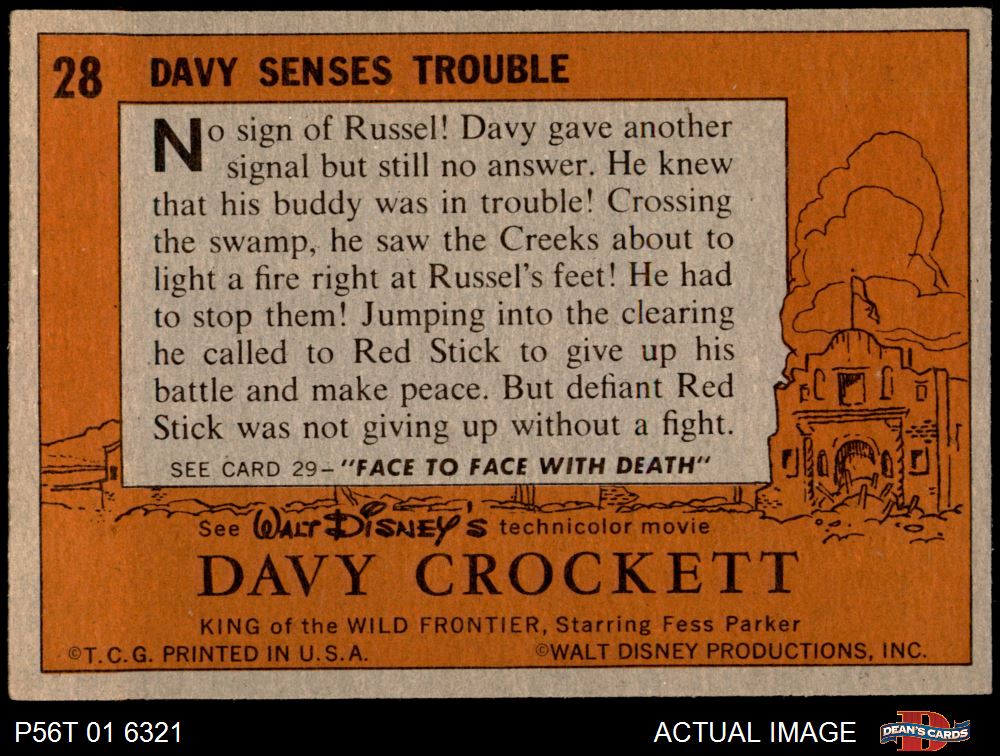 28 DAVY SENSES TROUBLE
No sign of Russel! Davy gave another
signal but still no answer. He knew
that his buddy was in trouble! Crossing
the swamp, he saw the Creeks about to
light a fire right at Russel's feet! He had
to stop them! Jumping into the clearing
he called to Red Stick to give up his
battle and make peace. But defiant Red
Stick was not giving up without a fight.
SEE CARD 29-"FACE TO FACE WITH DEATH"
See WALT DISNEY'S technicolor movie
DAVY CROCKETT
KING of the WILD FRONTIER, Starring Fess Parker
©T.C.G. PRINTED IN U.S.A. ©WALT DISNEY PRODUCTIONS, INC.
P56T 01 6321 ACTUAL IMAGE D DEAN'S CARDS